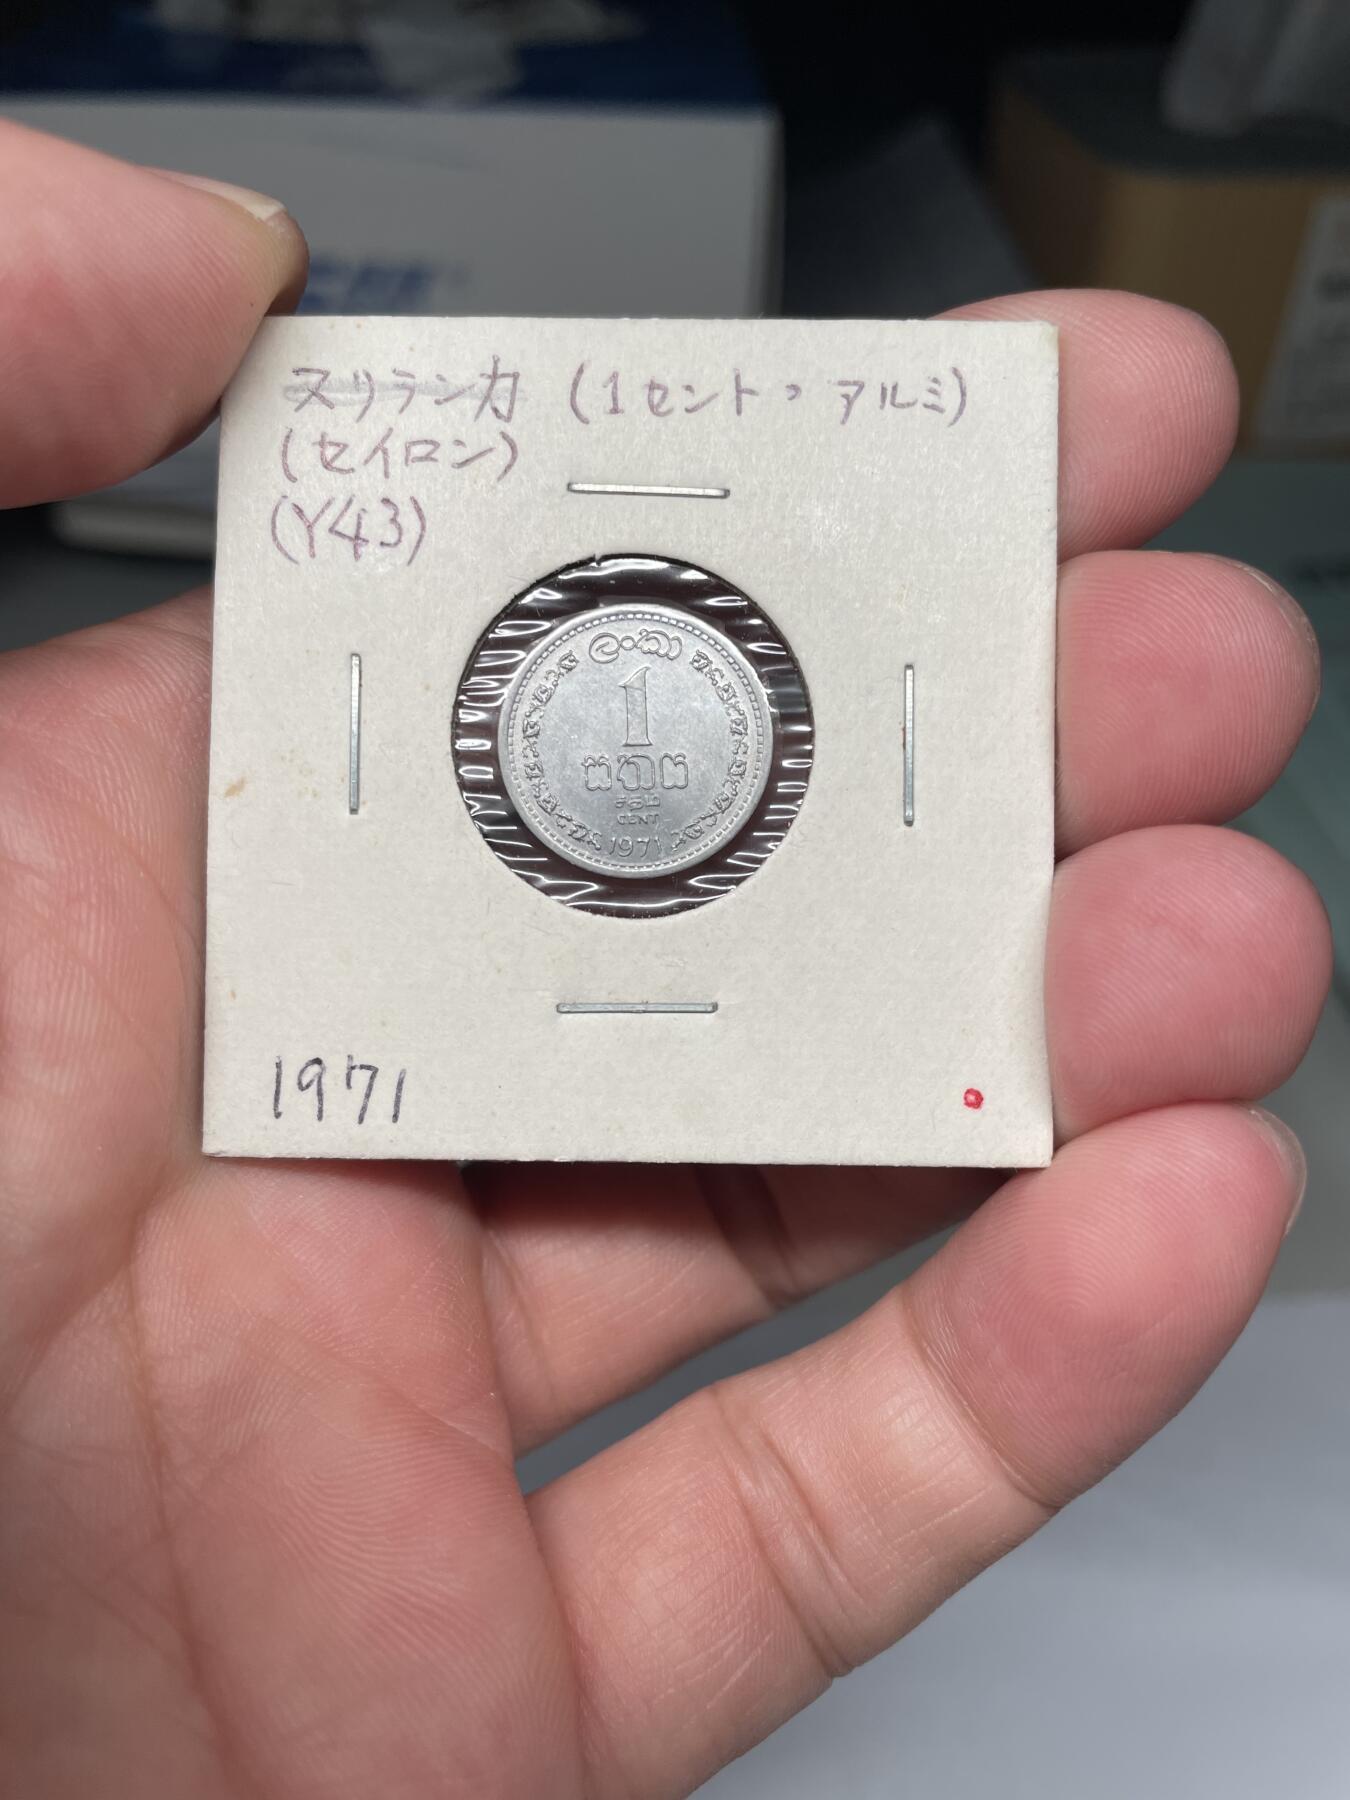 スリランカ (1セント。アルミ)
(セイロン)
(Y43)
ලංකා
1
සතය
சதம்
CENT
1971
1971